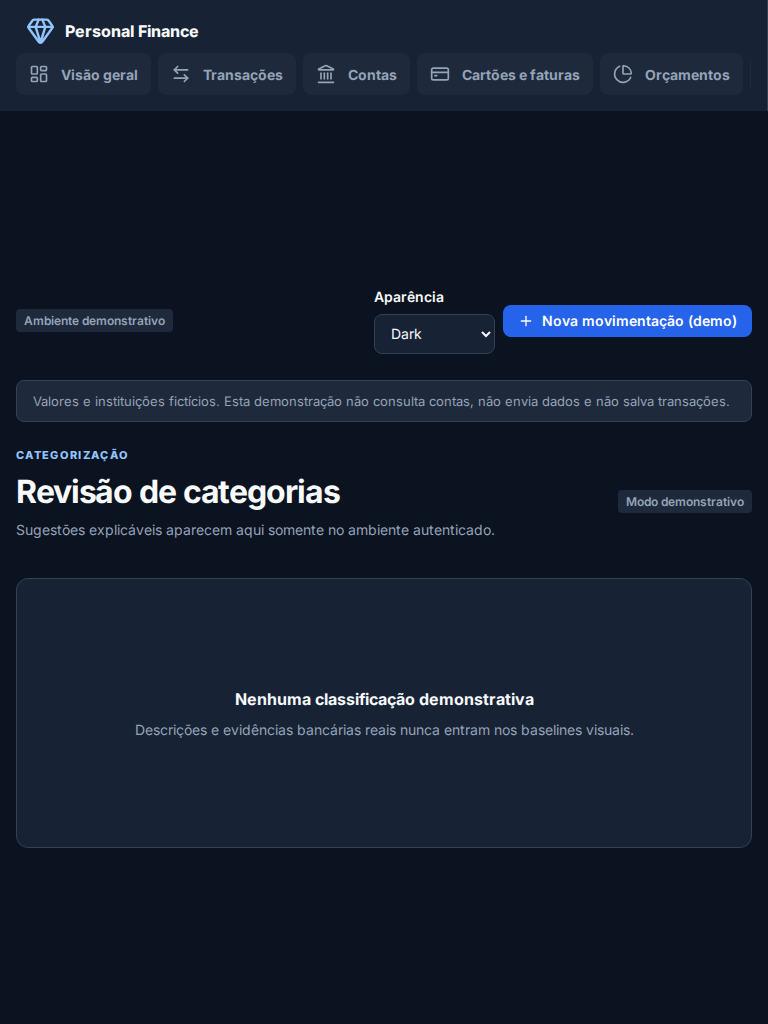 Personal Finance
Visão geral
Transações
Contas
Cartões e faturas
Orçamentos
Aparência
Ambiente demonstrativo
Dark
Nova movimentação (demo)
Valores e instituições fictícios. Esta demonstração não consulta contas, não envia dados e não salva transações.
CATEGORIZAÇÃO
Revisão de categorias
Modo demonstrativo
Sugestões explicáveis aparecem aqui somente no ambiente autenticado.
Nenhuma classificação demonstrativa
Descrições e evidências bancárias reais nunca entram nos baselines visuais.